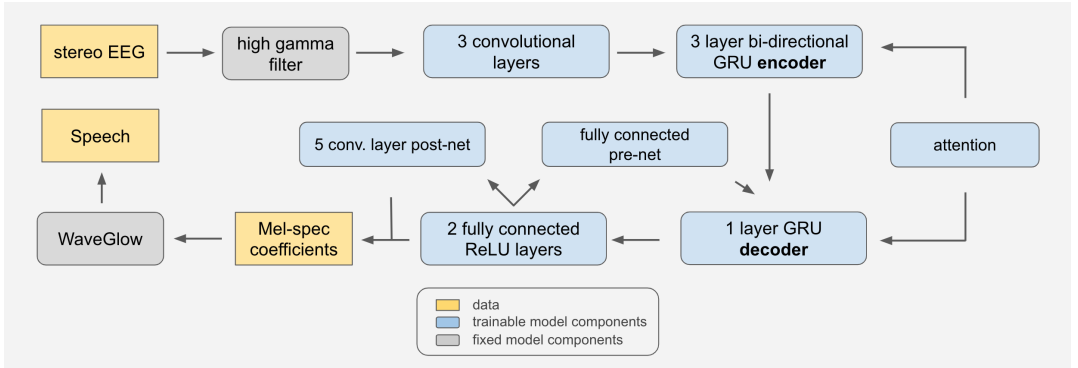 stereo EEG
high gamma
filter
3 convolutional
layers
3 layer bi-directional
GRU encoder
Speech
5 conv. layer post-net
fully connected
pre-net
attention
WaveGlow
Mel-spec
coefficients
2 fully connected
ReLU layers
1 layer GRU
decoder
data
trainable model components
fixed model components